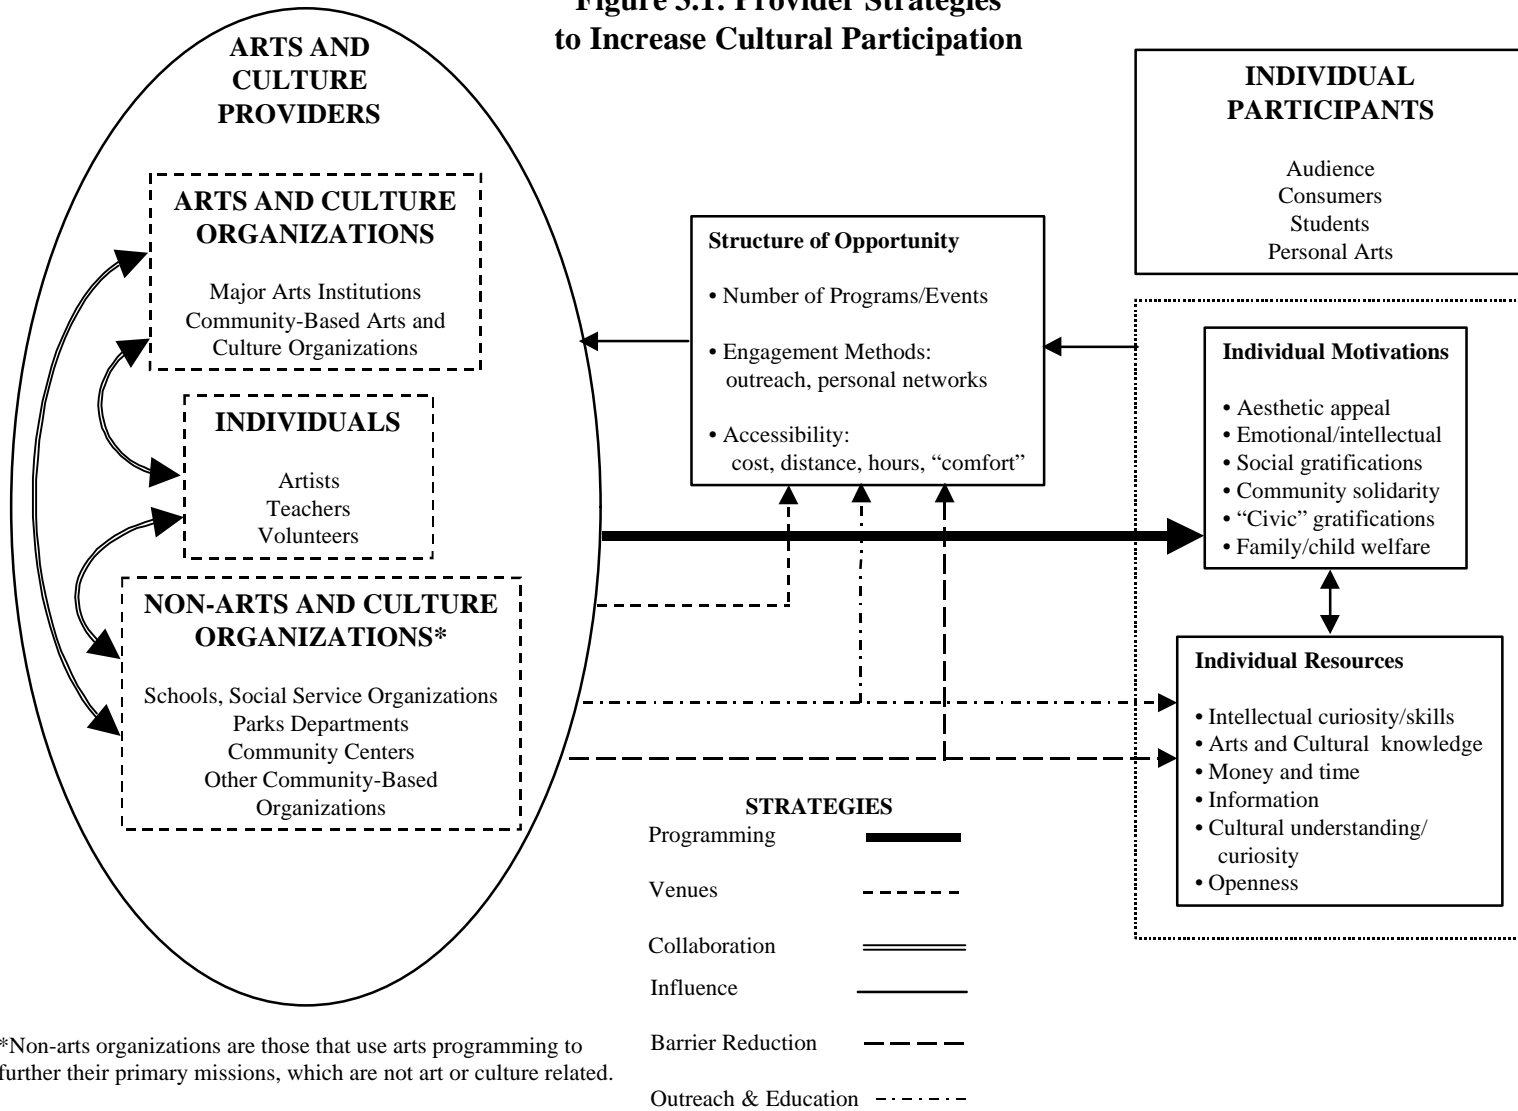 Figure 3.1: Provider Strategies
to Increase Cultural Participation
ARTS AND
CULTURE
PROVIDERS
ARTS AND CULTURE
ORGANIZATIONS
Major Arts Institutions
Community-Based Arts and
Culture Organizations
INDIVIDUALS
Artists
Teachers
Volunteers
NON-ARTS AND CULTURE
ORGANIZATIONS*
Schools, Social Service Organizations
Parks Departments
Community Centers
Other Community-Based
Organizations
Structure of Opportunity
• Number of Programs/Events
• Engagement Methods:
outreach, personal networks
• Accessibility:
cost, distance, hours, “comfort”
INDIVIDUAL
PARTICIPANTS
Audience
Consumers
Students
Personal Arts
Individual Motivations
• Aesthetic appeal
• Emotional/intellectual
• Social gratifications
• Community solidarity
• “Civic” gratifications
• Family/child welfare
Individual Resources
• Intellectual curiosity/skills
• Arts and Cultural knowledge
• Money and time
• Information
• Cultural understanding/
curiosity
• Openness
STRATEGIES
Programming
Venues
Collaboration
Influence
Barrier Reduction
Outreach & Education
*Non-arts organizations are those that use arts programming to
further their primary missions, which are not art or culture related.